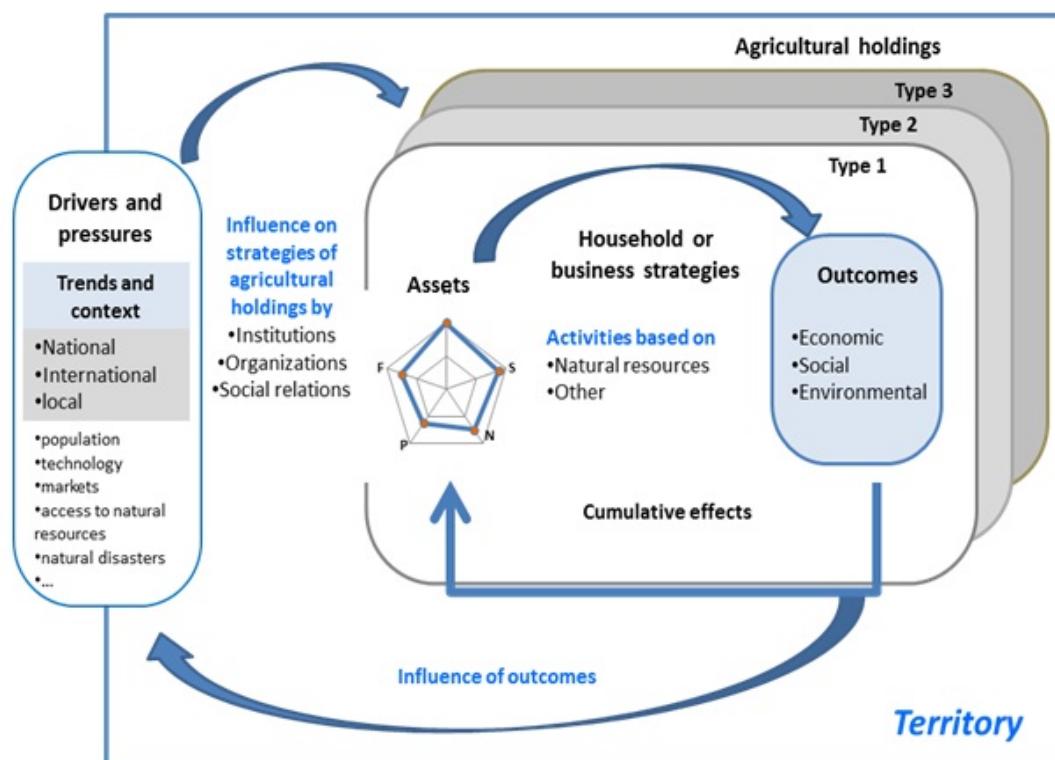 Agricultural holdings
Type 3
Type 2
Type 1
Drivers and
pressures
Trends and
context
•National
•International
•local
•population
•technology
•markets
•access to natural
resources
•natural disasters
•...
Influence on
strategies of
agricultural
holdings by
•Institutions
•Organizations
•Social relations
Assets
F
S
P
N
Household or
business strategies
Activities based on
•Natural resources
•Other
Outcomes
•Economic
•Social
•Environmental
Cumulative effects
Influence of outcomes
Territory